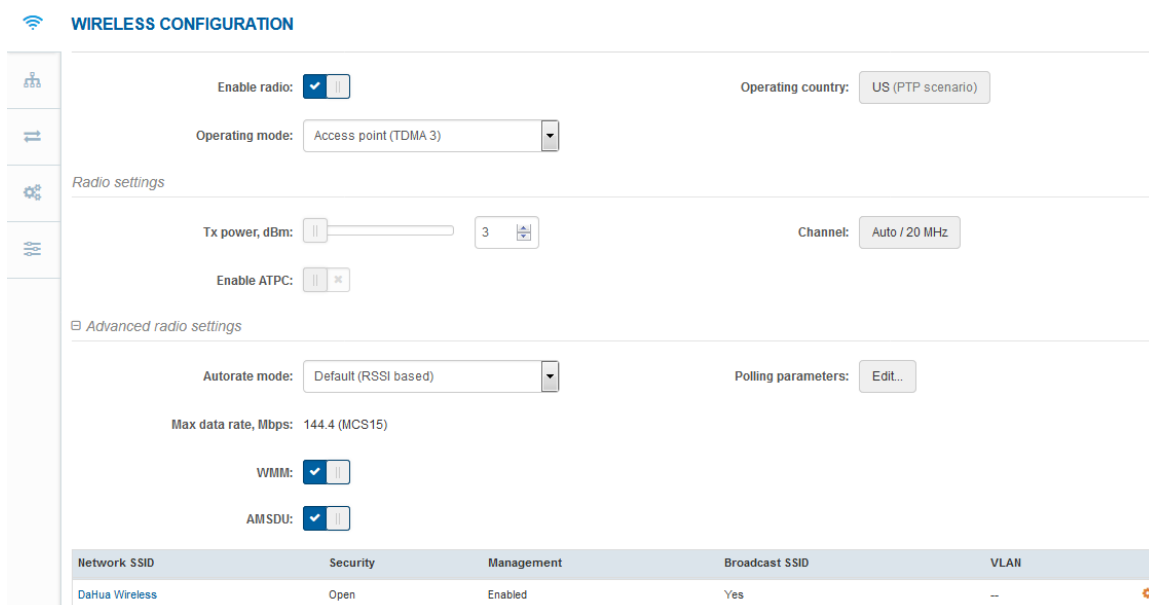 WIRELESS CONFIGURATION
Enable radio: Operating country: US (PTP scenario)
Operating mode: Access point (TDMA 3)
Radio settings
Tx power, dBm: 3 Channel: Auto / 20 MHz
Enable ATPC:
Advanced radio settings
Autorate mode: Default (RSSI based) Polling parameters: Edit...
Max data rate, Mbps: 144.4 (MCS15)
WMM:
AMSDU:
Network SSID Security Management Broadcast SSID VLAN
DaHua Wireless Open Enabled Yes --